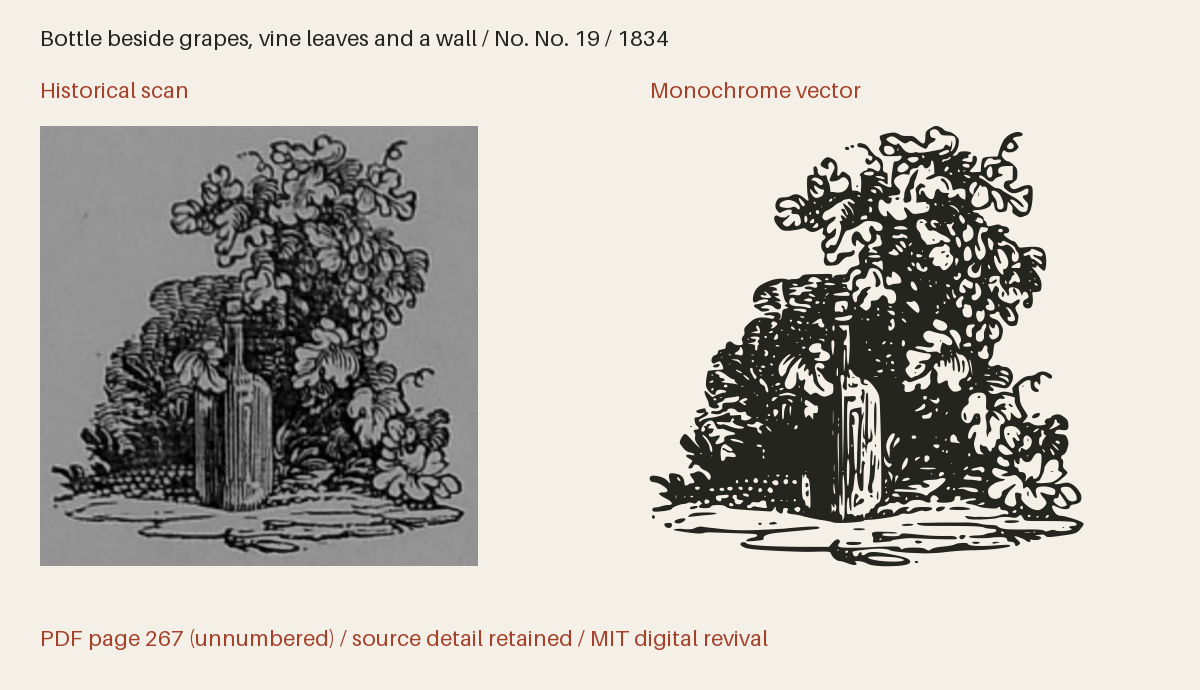 Bottle beside grapes, vine leaves and a wall / No. No. 19 / 1834
Historical scan
Monochrome vector
PDF page 267 (unnumbered) / source detail retained / MIT digital revival